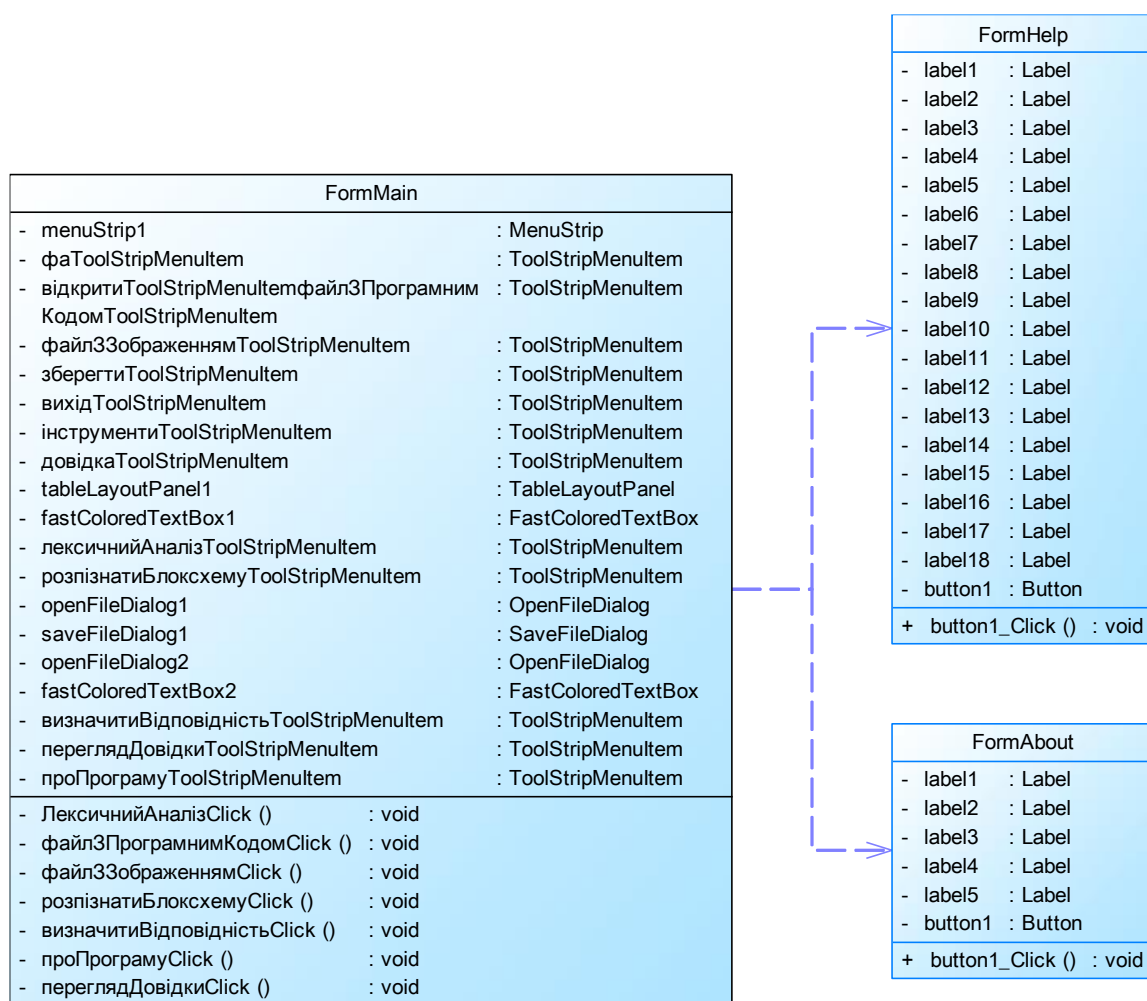 FormMain
- menuStrip1 : MenuStrip
- фаToolStripMenuItem : ToolStripMenuItem
- відкритиToolStripMenuItemфайлЗПрограмним : ToolStripMenuItem
КодомToolStripMenuItem
- файлЗЗображеннямToolStripMenuItem : ToolStripMenuItem
- зберегтиToolStripMenuItem : ToolStripMenuItem
- вихідToolStripMenuItem : ToolStripMenuItem
- інструментиToolStripMenuItem : ToolStripMenuItem
- довідкаToolStripMenuItem : ToolStripMenuItem
- tableLayoutPanel1 : TableLayoutPanel
- fastColoredTextBox1 : FastColoredTextBox
- лексичнийАналізToolStripMenuItem : ToolStripMenuItem
- розпізнатиБлоксхемуToolStripMenuItem : ToolStripMenuItem
- openFileDialog1 : OpenFileDialog
- saveFileDialog1 : SaveFileDialog
- openFileDialog2 : OpenFileDialog
- fastColoredTextBox2 : FastColoredTextBox
- визначитиВідповідністьToolStripMenuItem : ToolStripMenuItem
- переглядДовідкиToolStripMenuItem : ToolStripMenuItem
- проПрограмуToolStripMenuItem : ToolStripMenuItem
- ЛексичнийАналізClick () : void
- файлЗПрограмнимКодомClick () : void
- файлЗЗображеннямClick () : void
- розпізнатиБлоксхемуClick () : void
- визначитиВідповідністьClick () : void
- проПрограмуClick () : void
- переглядДовідкиClick () : void
FormHelp
- label1 : Label
- label2 : Label
- label3 : Label
- label4 : Label
- label5 : Label
- label6 : Label
- label7 : Label
- label8 : Label
- label9 : Label
- label10 : Label
- label11 : Label
- label12 : Label
- label13 : Label
- label14 : Label
- label15 : Label
- label16 : Label
- label17 : Label
- label18 : Label
- button1 : Button
+ button1_Click () : void
FormAbout
- label1 : Label
- label2 : Label
- label3 : Label
- label4 : Label
- label5 : Label
- button1 : Button
+ button1_Click () : void